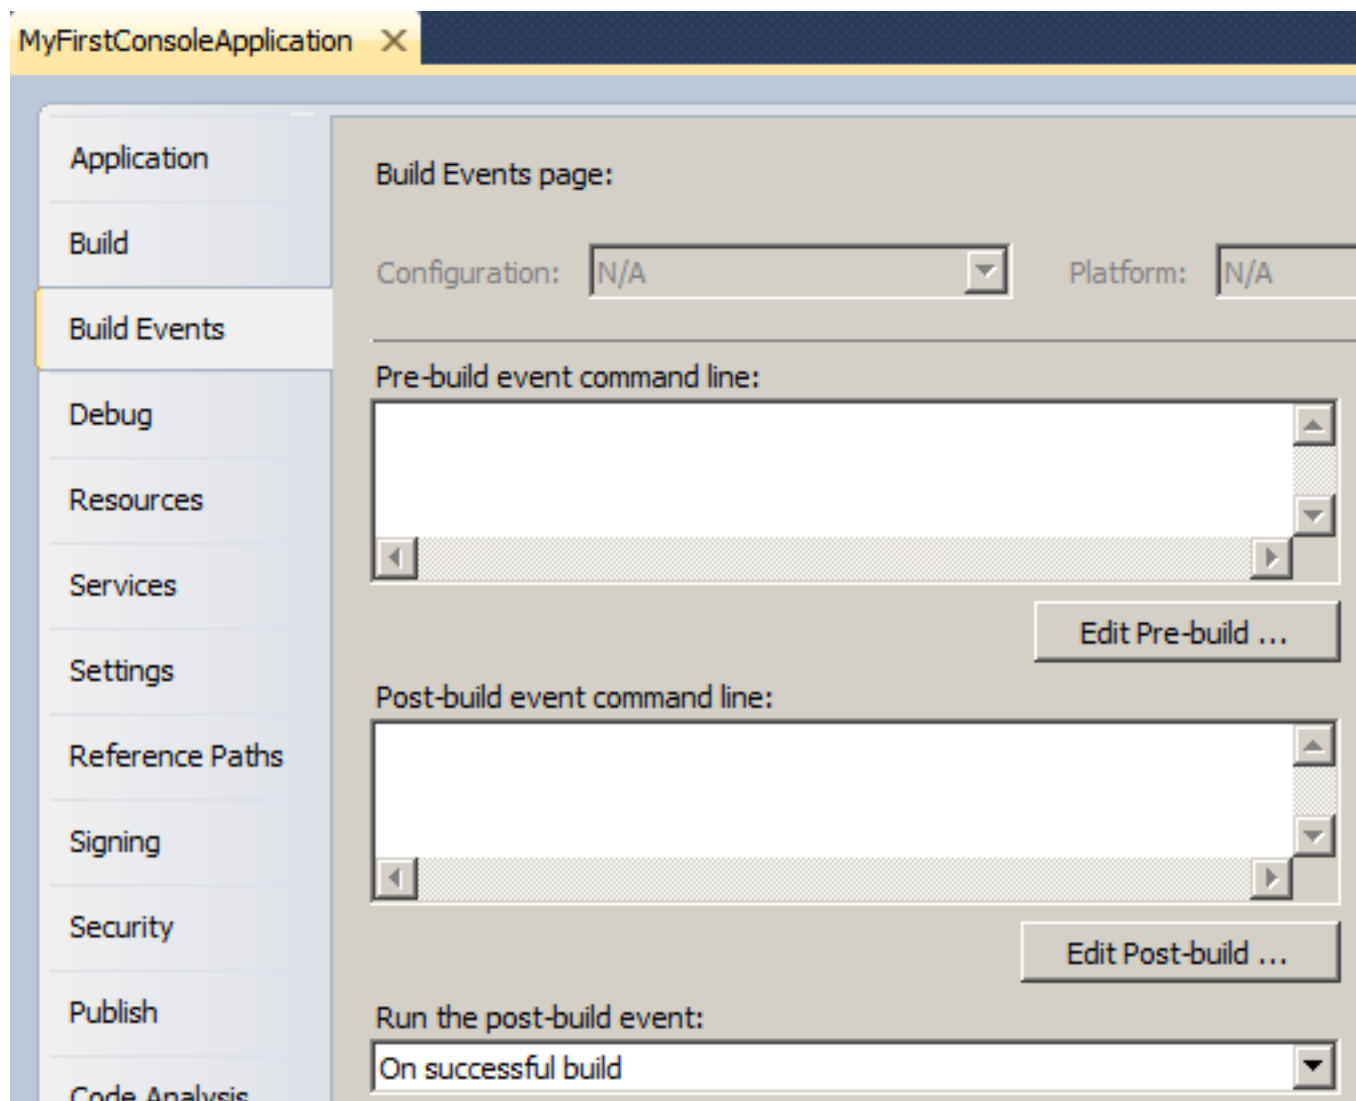 MyFirstConsoleApplication
Application
Build
Build Events
Debug
Resources
Services
Settings
Reference Paths
Signing
Security
Publish
Code Analysis
Build Events page:
Configuration: N/A Platform: N/A
Pre-build event command line:
Edit Pre-build ...
Post-build event command line:
Edit Post-build ...
Run the post-build event:
On successful build